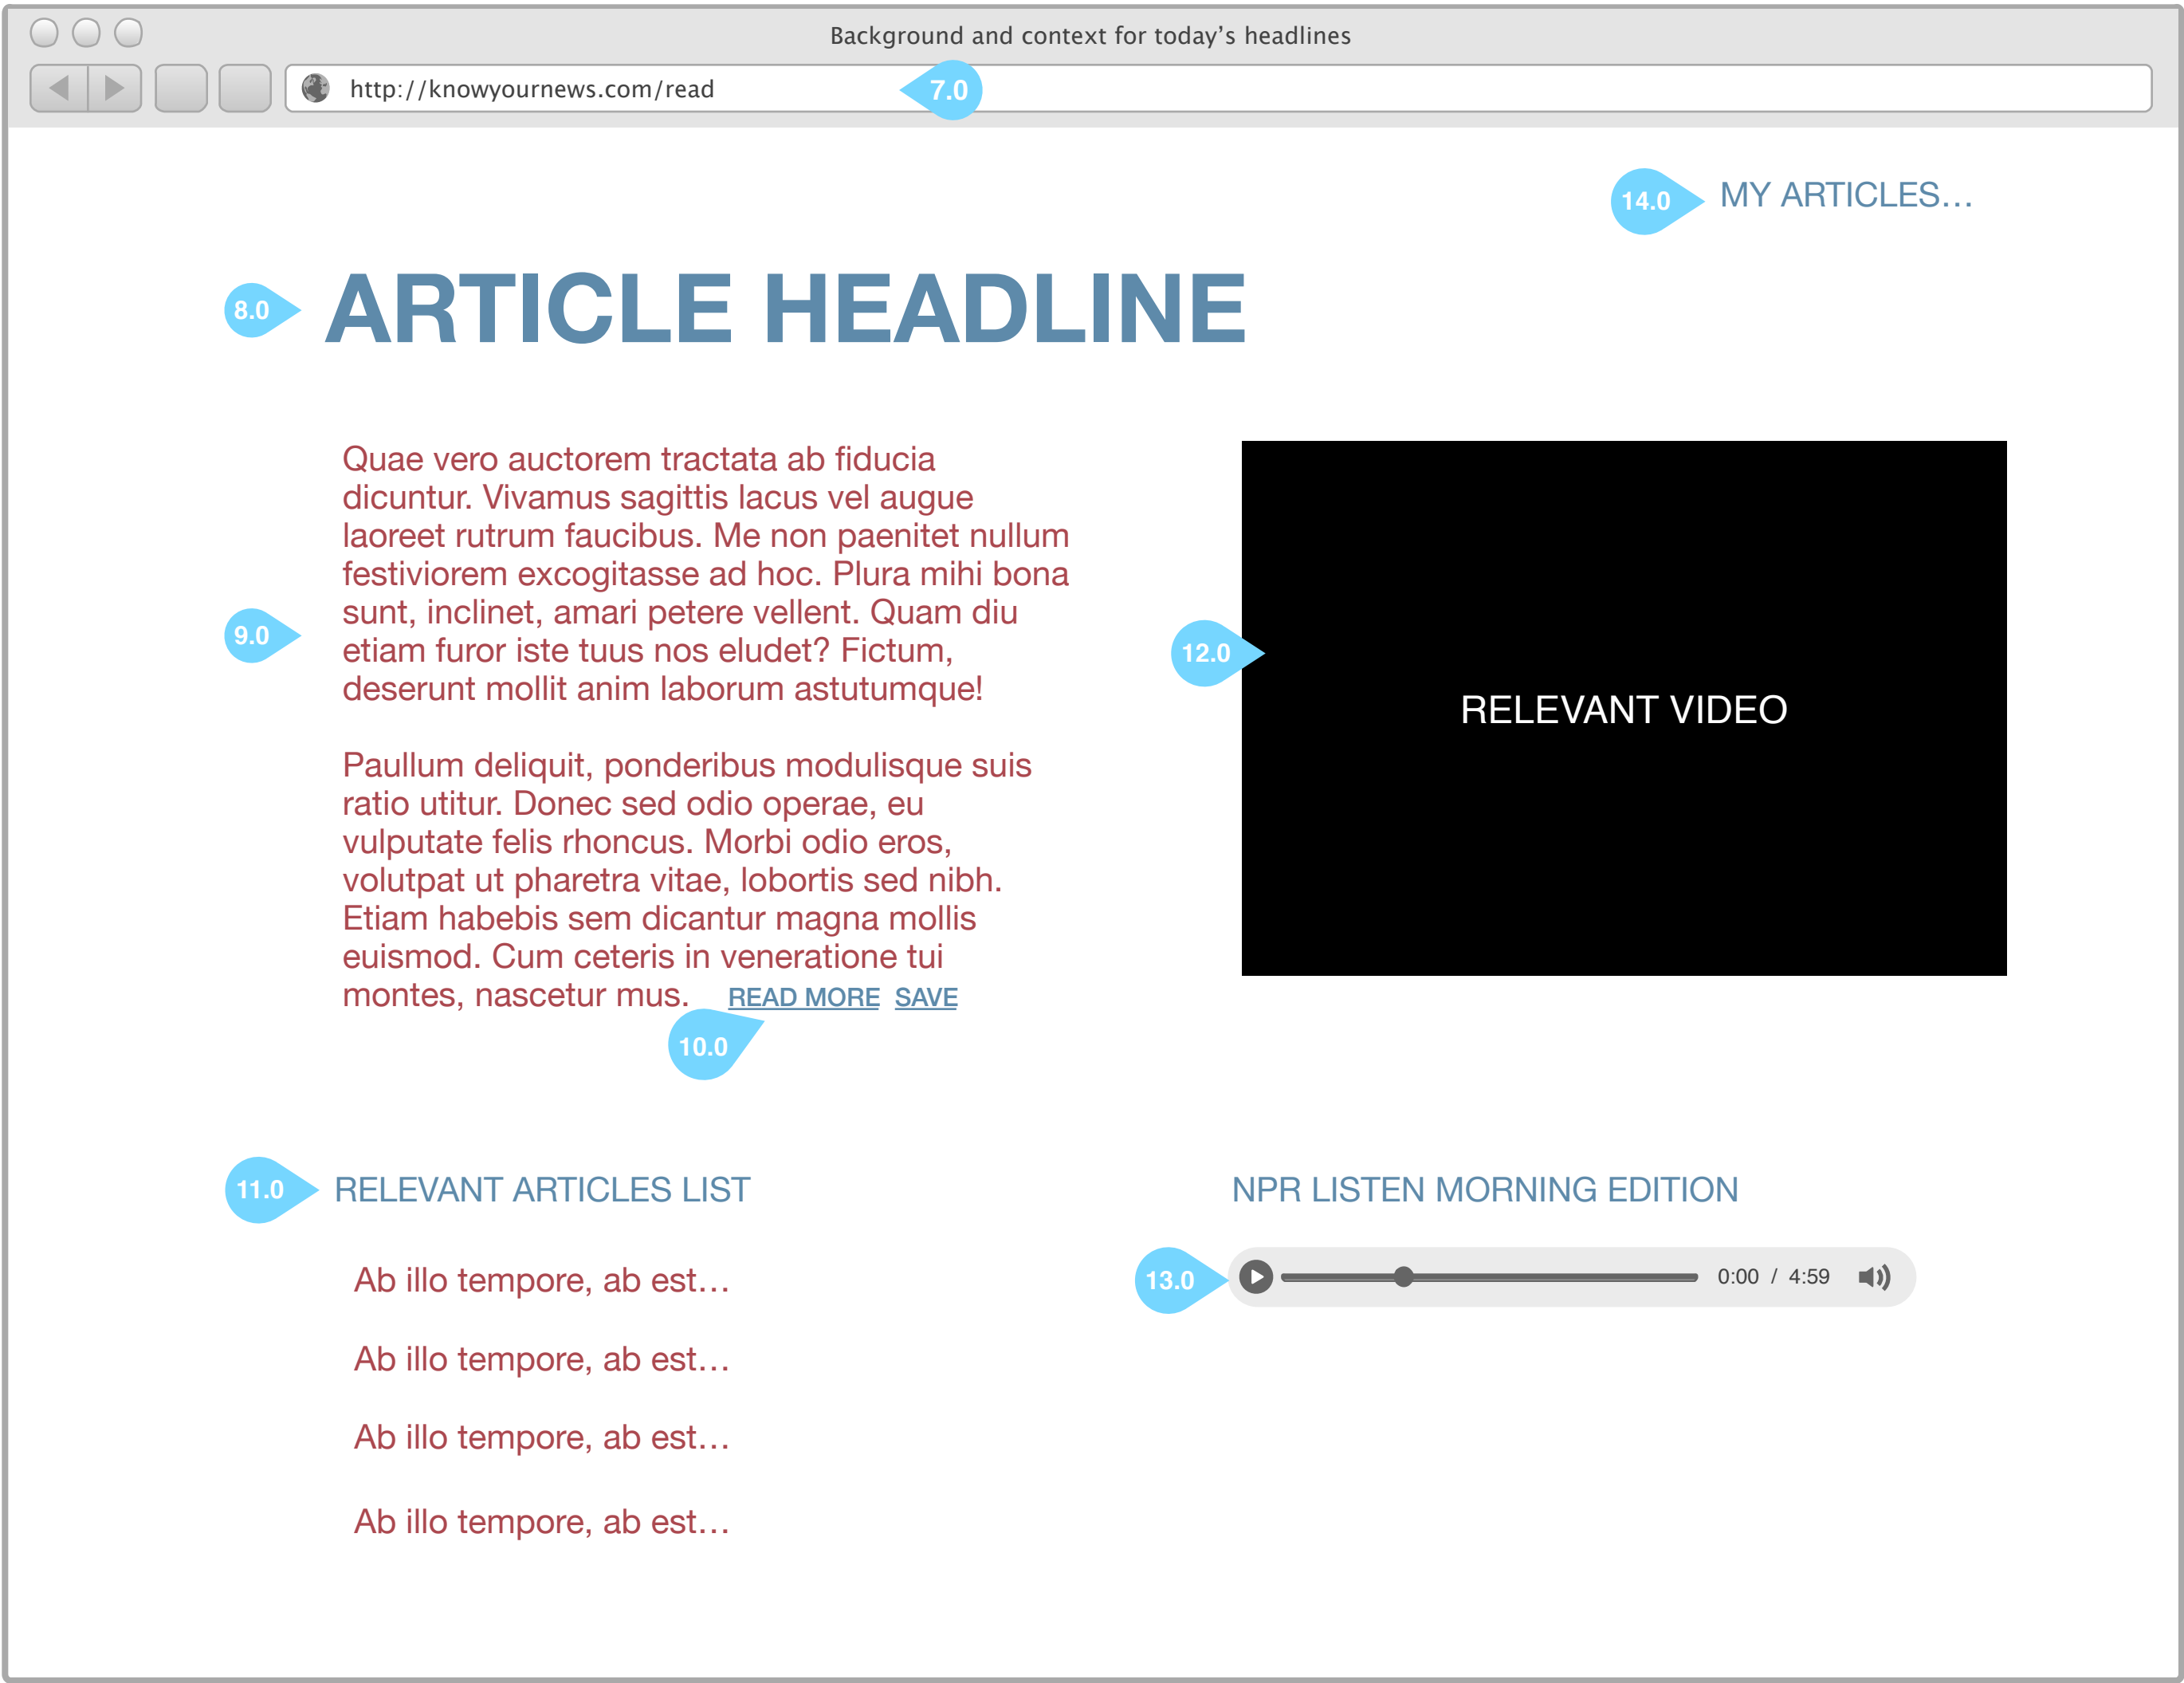 Background and context for today’s headlines
http://knowyournews.com/read
7.0
14.0
MY ARTICLES…
8.0
ARTICLE HEADLINE
Quae vero auctorem tractata ab fiducia
dicuntur. Vivamus sagittis lacus vel augue
laoreet rutrum faucibus. Me non paenitet nullum
festiviorem excogitasse ad hoc. Plura mihi bona
sunt, inclinet, amari petere vellent. Quam diu
etiam furor iste tuus nos eludet? Fictum,
deserunt mollit anim laborum astutumque!
9.0
Paullum deliquit, ponderibus modulisque suis
ratio utitur. Donec sed odio operae, eu
vulputate felis rhoncus. Morbi odio eros,
volutpat ut pharetra vitae, lobortis sed nibh.
Etiam habebis sem dicantur magna mollis
euismod. Cum ceteris in veneratione tui
montes, nascetur mus. READ MORE SAVE
10.0
12.0
RELEVANT VIDEO
11.0
RELEVANT ARTICLES LIST
Ab illo tempore, ab est…
Ab illo tempore, ab est…
Ab illo tempore, ab est…
Ab illo tempore, ab est…
NPR LISTEN MORNING EDITION
13.0
0:00 / 4:59